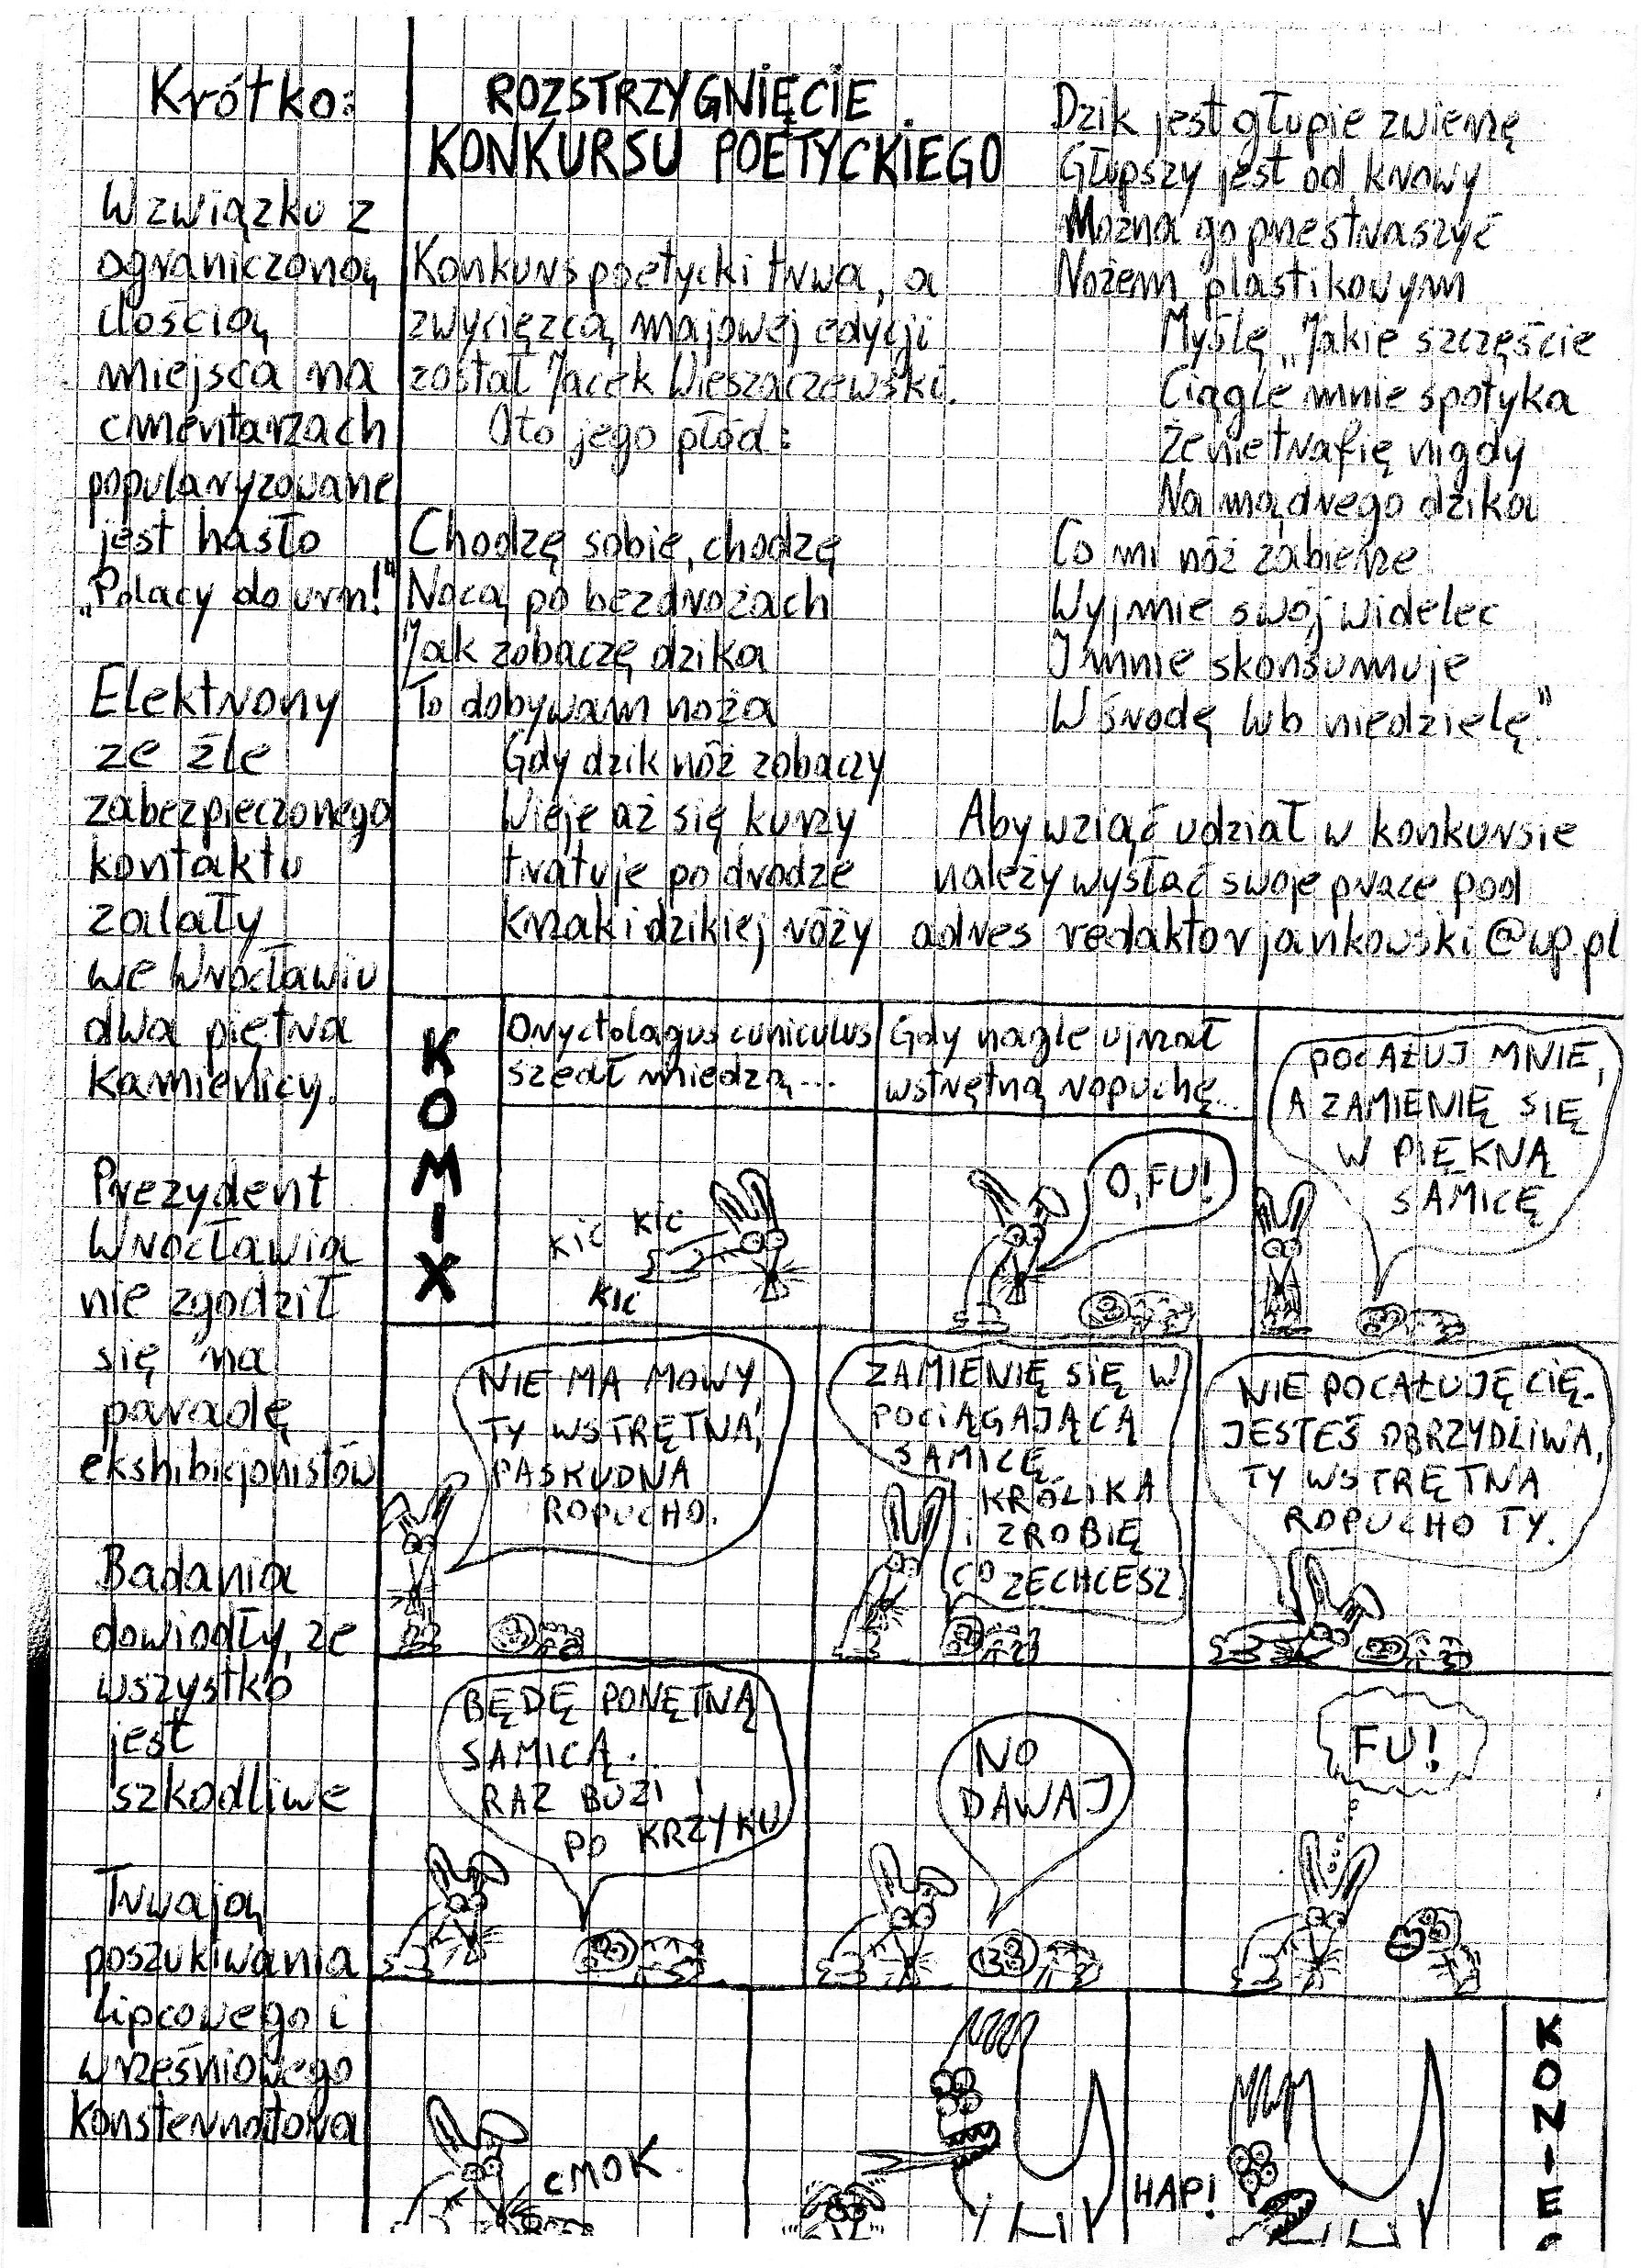 Krótko:
W związku z
ograniczoną
ilością
miejsca na
cmentarzach
popularyzowane
jest hasło
„Polacy do urn!"
Elektrony
ze źle
zabezpieczonego
kontaktu
zalały
we Wrocławiu
dwa piętra
kamienicy.
Prezydent
Wrocławia
nie zgodził
się na
paradę
ekshibicjonistów
Badania
dowiodły, że
wszystko
jest
szkodliwe
Trwają
poszukiwania
lipcowego i
wrześniowego
Konsternatora
ROZSTRZYGNIĘCIE
KONKURSU POETYCKIEGO
Konkurs poetycki trwa, a
zwycięzcą majowej edycji
został Jacek Wieszaczewski.
Oto jego płód:
Chodzę sobie, chodzę
Nocą po bezdrożach
Jak zobaczę dzika
To dobywam noża
Gdy dzik nóż zobaczy
Wieje aż się kurzy
tratuje po drodze
Krzaki dzikiej róży
Dzik jest głupie zwierzę
Głupszy jest od krowy
Można go przestraszyć
Nożem plastikowym
Myślę „Jakie szczęście
Ciągle mnie spotyka
Że nie trafię nigdy
Na mądrego dzika
Co mi nóż zabierze
Wyjmie swój widelec
I mnie skonsumuje
W środę lub niedzielę."
Aby wziąć udział w konkursie
należy wysłać swoje prace pod
adres redaktorjankowski@wp.pl
KOMIX
Oryctolagus cuniculus
szedł miedzą...
KIC KIC
KIC
Gdy nagle ujrzał
wstrętną ropuchę...
O, FU!
POCAŁUJ MNIE,
A ZAMIENIĘ SIĘ
W PIĘKNĄ
SAMICĘ
NIE MA MOWY,
TY WSTRĘTNA,
PASKUDNA
ROPUCHO.
ZAMIENIĘ SIĘ W
POCIĄGAJĄCĄ
SAMICĘ
KRÓLIKA
I ZROBIĘ
CO ZECHCESZ
NIE POCAŁUJĘ CIĘ.
JESTEŚ OBRZYDLIWA,
TY WSTRĘTNA
ROPUCHO TY.
BĘDĘ PONĘTNĄ
SAMICĄ.
RAZ BUZI I
PO KRZYKU
NO
DAWAJ
FU!
CMOK
HAP!
KONIEC